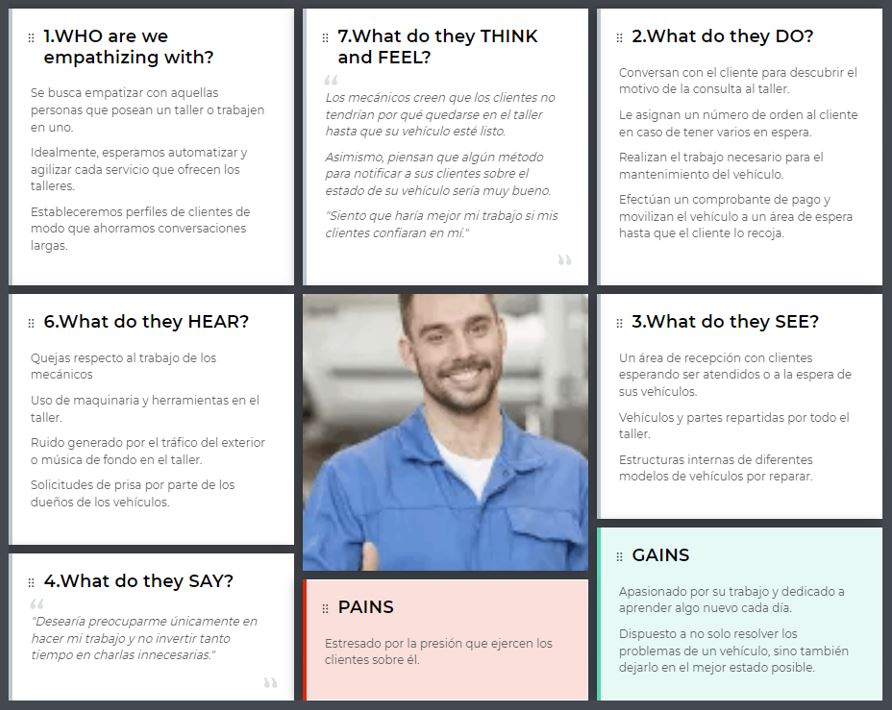 1.WHO are we
empathizing with?
Se busca empatizar con aquellas
personas que posean un taller o trabajen
en uno.
Idealmente, esperamos automatizar y
agilizar cada servicio que ofrecen los
talleres.
Estableceremos perfiles de clientes de
modo que ahorramos conversaciones
largas.
7.What do they THINK
and FEEL?
“
Los mecánicos creen que los clientes no
tendrían por qué quedarse en el taller
hasta que su vehículo esté listo.
Asimismo, piensan que algún método
para notificar a sus clientes sobre el
estado de su vehículo sería muy bueno.
"Siento que haría mejor mi trabajo si mis
clientes confiaran en mí."
”
2.What do they DO?
Conversan con el cliente para descubrir el
motivo de la consulta al taller.
Le asignan un número de orden al cliente
en caso de tener varios en espera.
Realizan el trabajo necesario para el
mantenimiento del vehículo.
Efectúan un comprobante de pago y
movilizan el vehículo a un área de espera
hasta que el cliente lo recoja.
6.What do they HEAR?
Quejas respecto al trabajo de los
mecánicos
Uso de maquinaria y herramientas en el
taller.
Ruido generado por el tráfico del exterior
o música de fondo en el taller.
Solicitudes de prisa por parte de los
dueños de los vehículos.
3.What do they SEE?
Un área de recepción con clientes
esperando ser atendidos o a la espera de
sus vehículos.
Vehículos y partes repartidas por todo el
taller.
Estructuras internas de diferentes
modelos de vehículos por reparar.
4.What do they SAY?
“
"Desearía preocuparme únicamente en
hacer mi trabajo y no invertir tanto
tiempo en charlas innecesarias."
”
PAINS
Estresado por la presión que ejercen los
clientes sobre él.
GAINS
Apasionado por su trabajo y dedicado a
aprender algo nuevo cada día.
Dispuesto a no solo resolver los
problemas de un vehículo, sino también
dejarlo en el mejor estado posible.